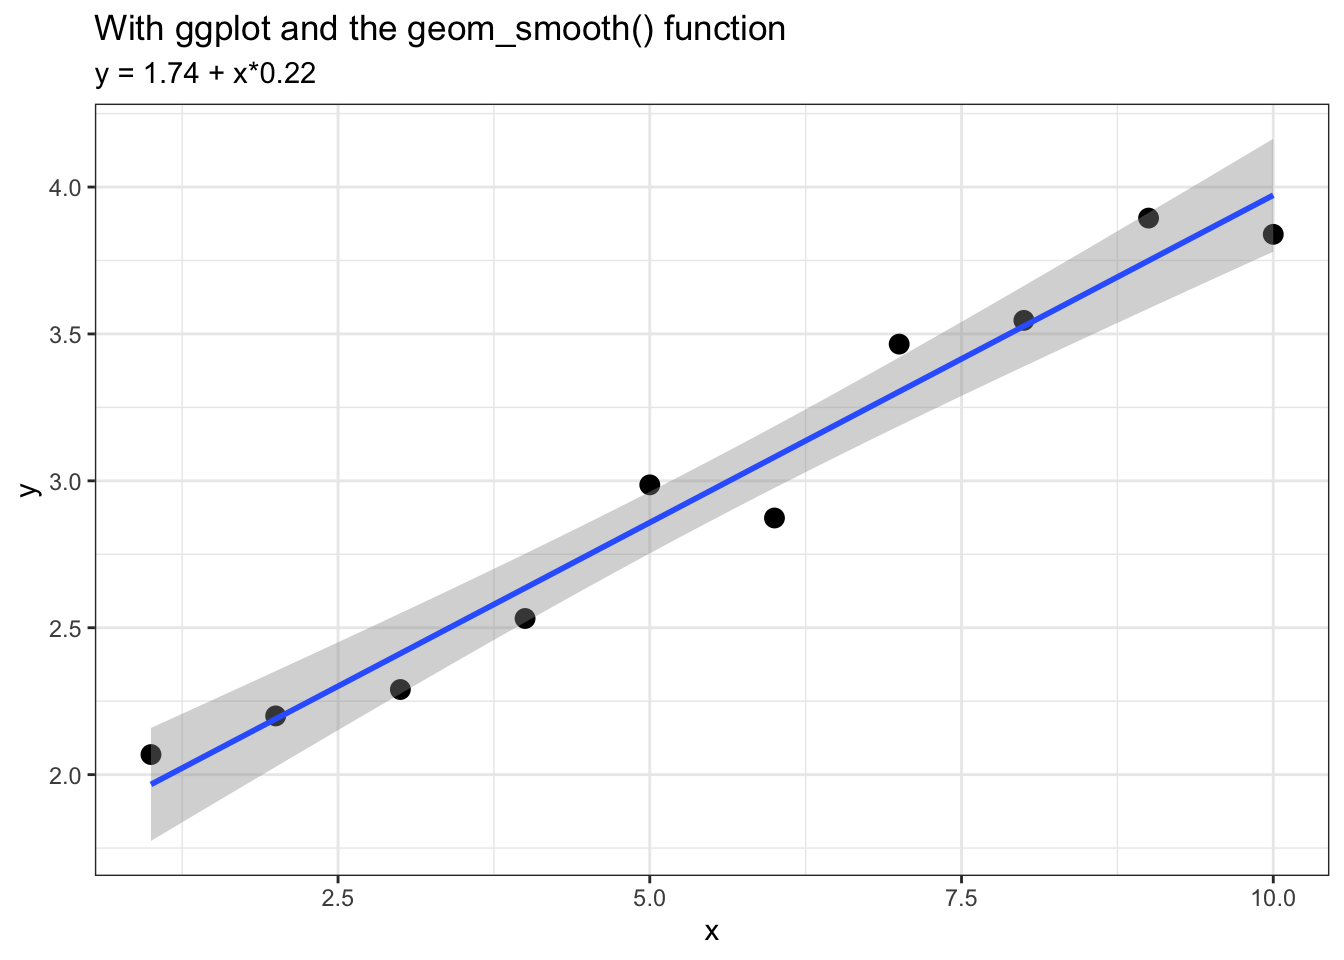 With ggplot and the geom_smooth() function
y = 1.74 + x*0.22
4.0
3.5
3.0
2.5
2.0
y
2.5 5.0 7.5 10.0
x